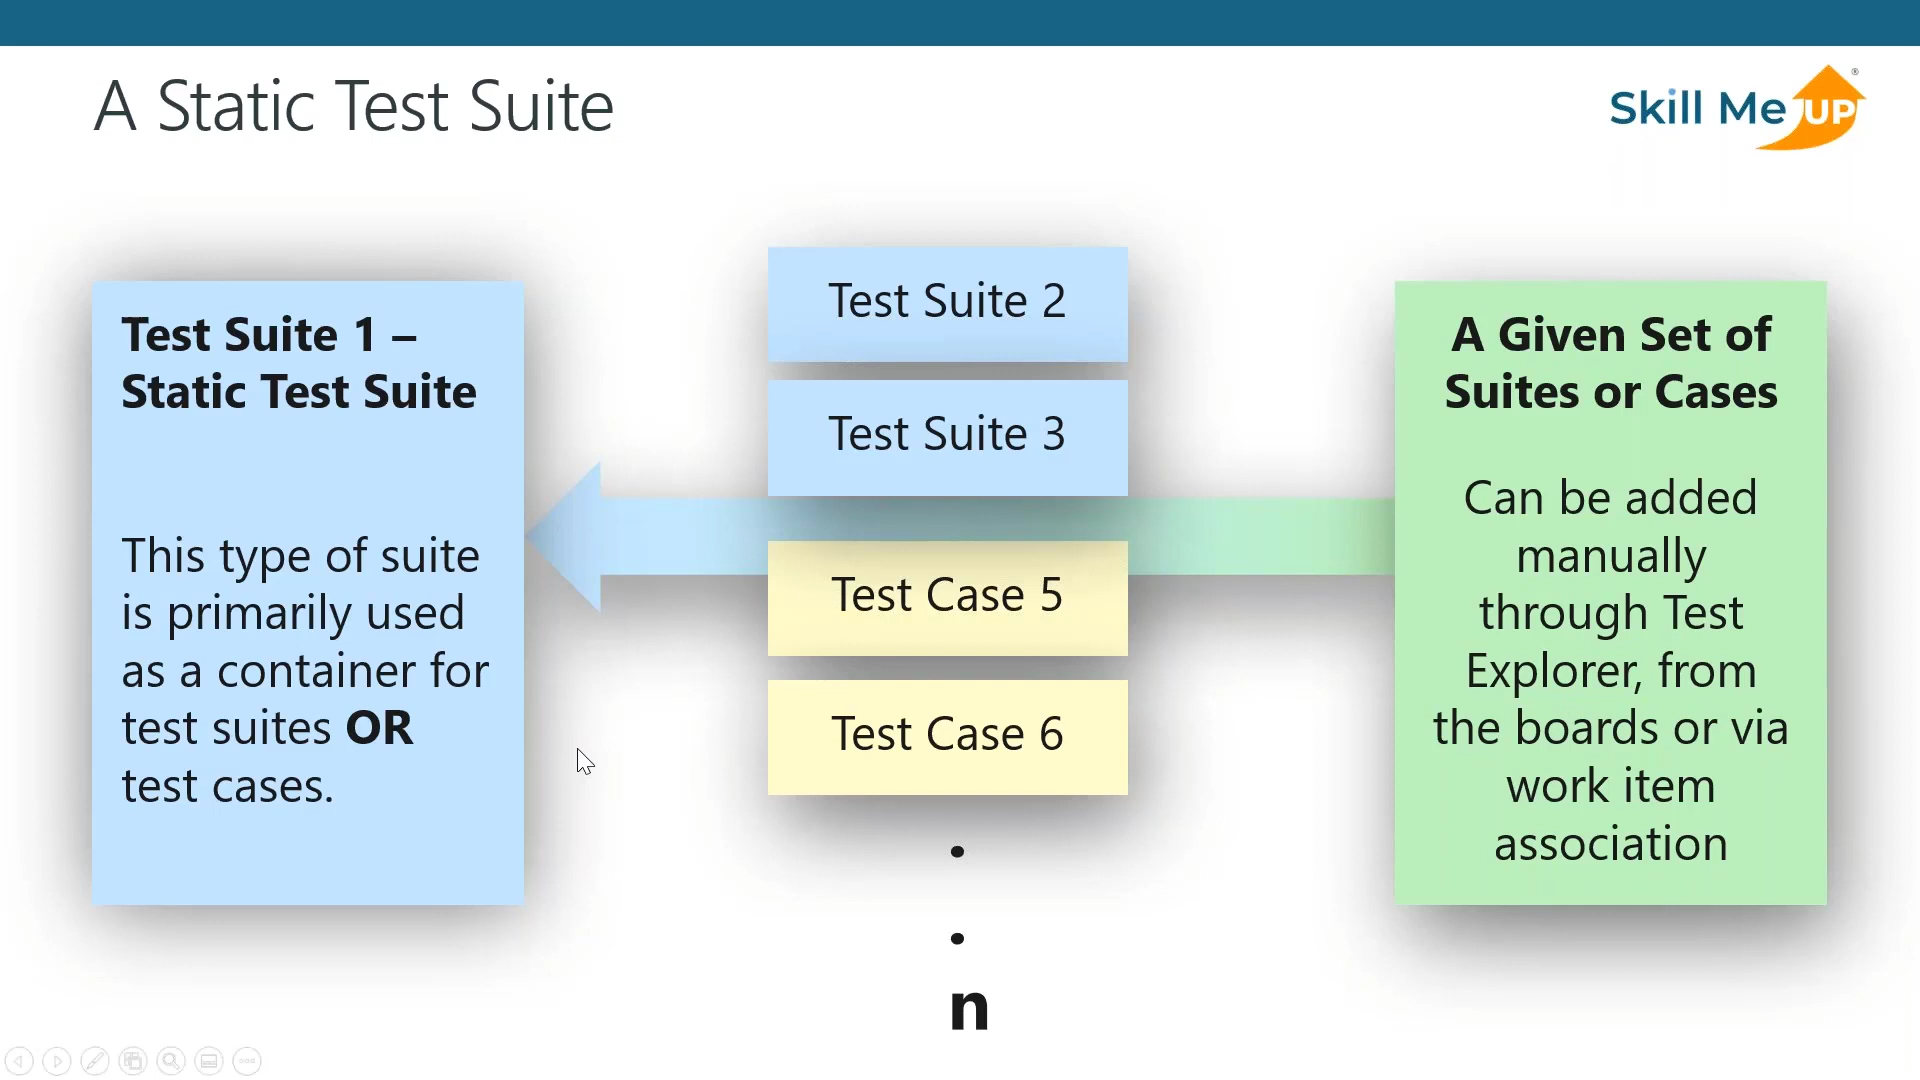 A Static Test Suite
Skill Me UP®
Test Suite 1 –
Static Test Suite
This type of suite
is primarily used
as a container for
test suites OR
test cases.
Test Suite 2
Test Suite 3
Test Case 5
Test Case 6
.
.
n
A Given Set of
Suites or Cases
Can be added
manually
through Test
Explorer, from
the boards or via
work item
association